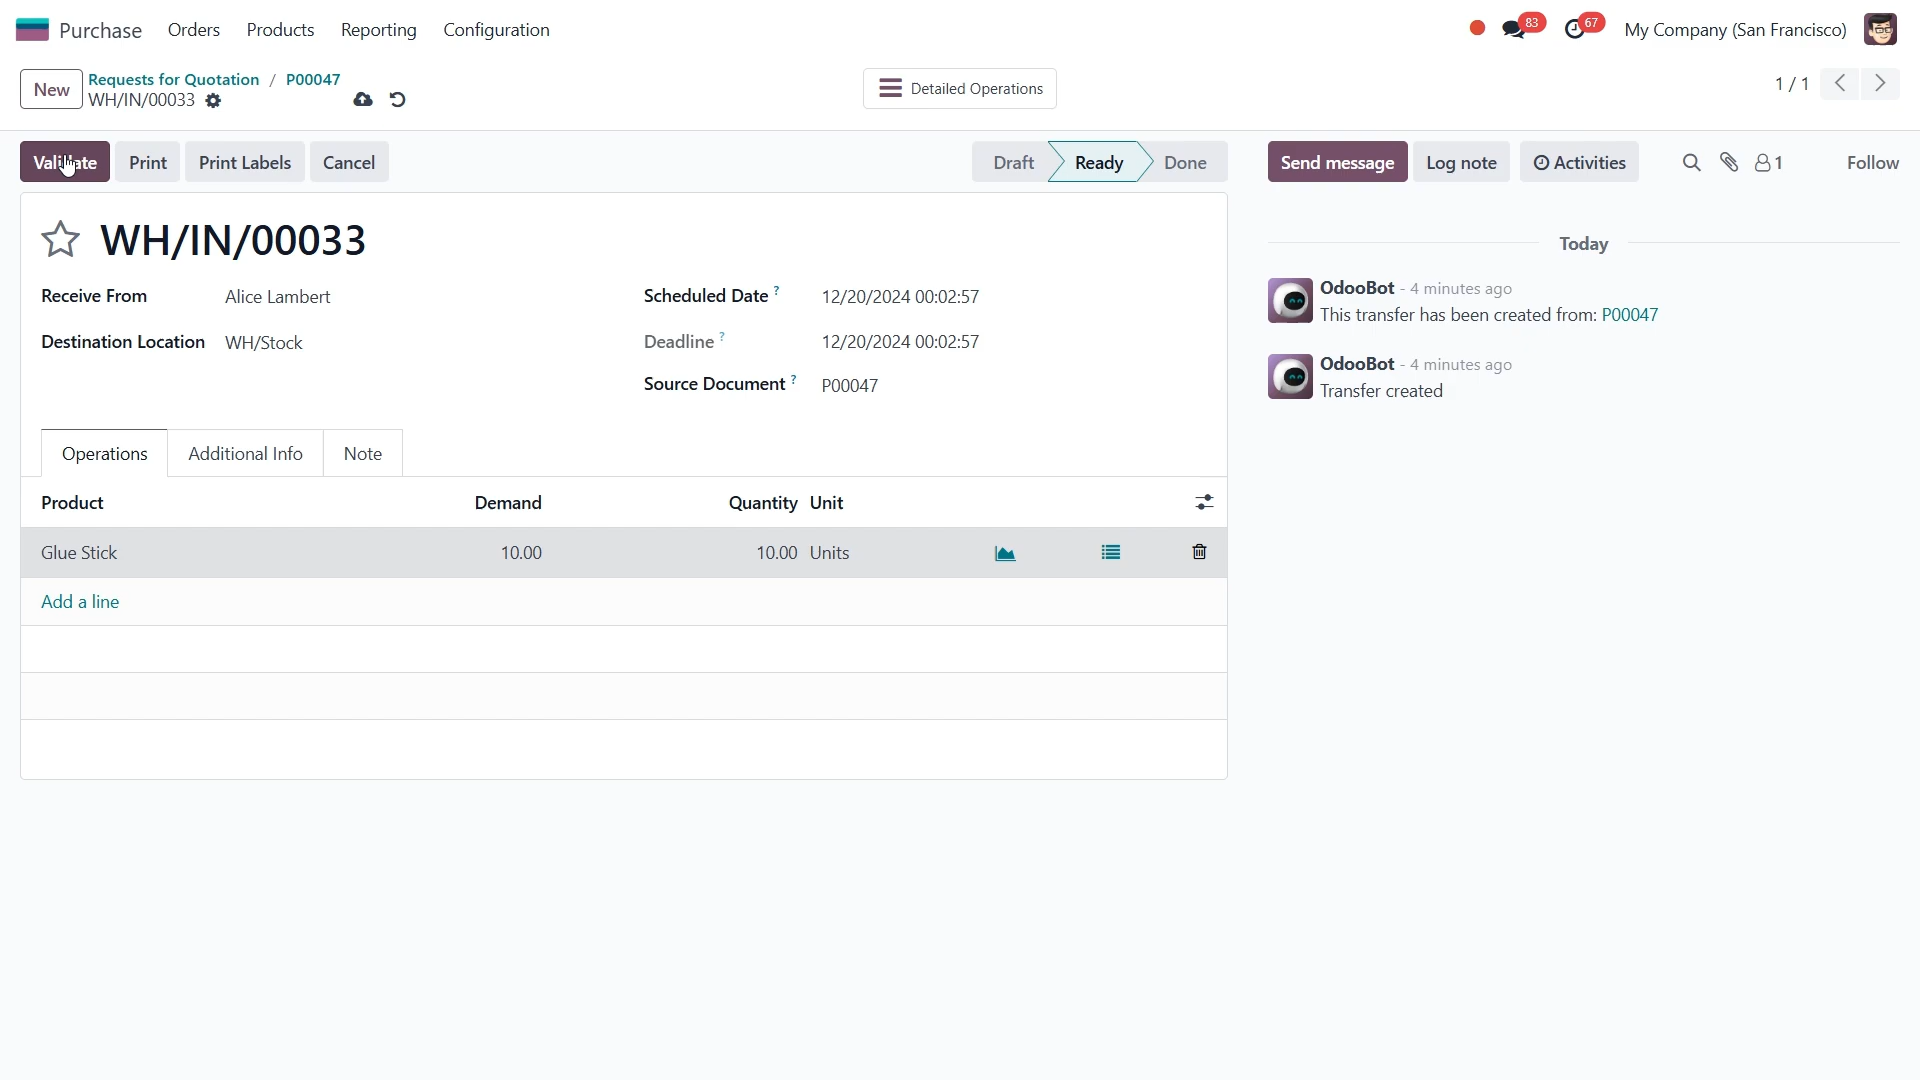 Purchase Orders Products Reporting Configuration 83 67 My Company (San Francisco)
New Requests for Quotation / P00047
WH/IN/00033
Detailed Operations
1 / 1
Validate Print Print Labels Cancel Draft Ready Done Send message Log note Activities 1 Follow
WH/IN/00033
Receive From Alice Lambert
Destination Location WH/Stock
Scheduled Date ? 12/20/2024 00:02:57
Deadline ? 12/20/2024 00:02:57
Source Document ? P00047
Operations Additional Info Note
Product Demand Quantity Unit
Glue Stick 10.00 10.00 Units
Add a line
Today
OdooBot - 4 minutes ago
This transfer has been created from: P00047
OdooBot - 4 minutes ago
Transfer created